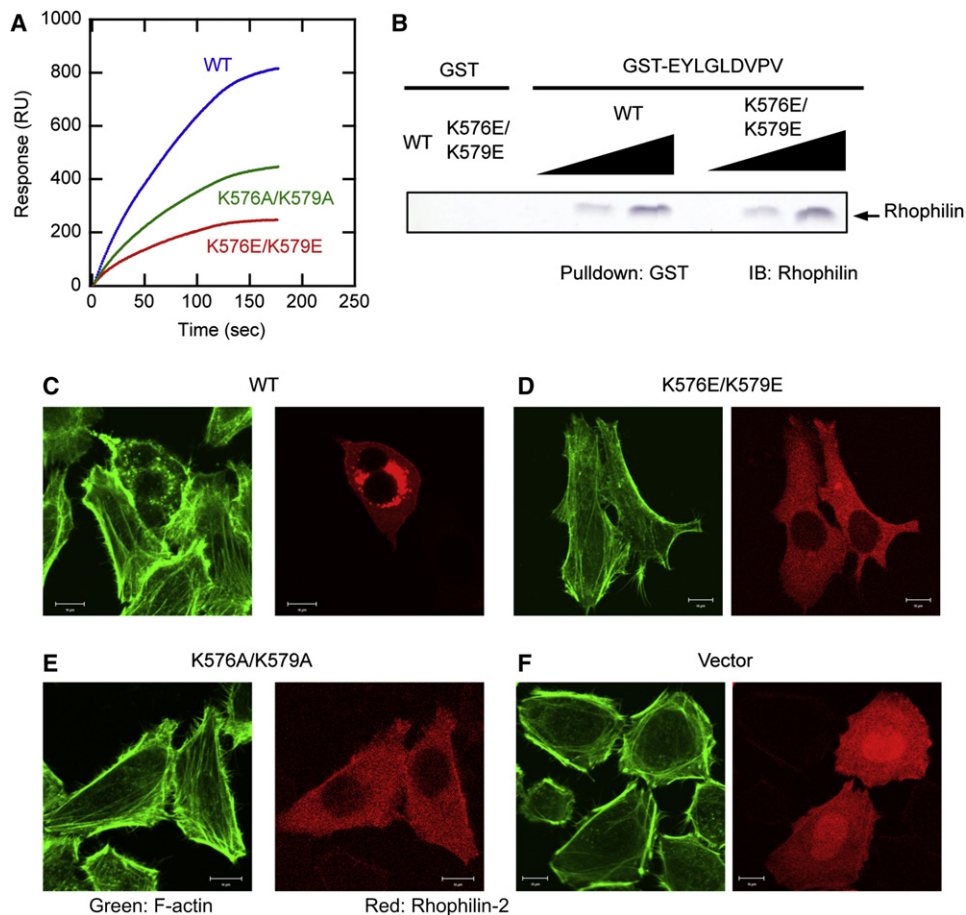 A
1000
800
600
400
200
0
Response (RU)
WT
K576A/K579A
K576E/K579E
0 50 100 150 200 250
Time (sec)
B
GST
GST-EYLGLDVPV
WT
K576E/
K579E
WT
K576E/
K579E
Rhophilin
Pulldown: GST
IB: Rhophilin
C
WT
D
K576E/K579E
E
K576A/K579A
F
Vector
Green: F-actin
Red: Rhophilin-2